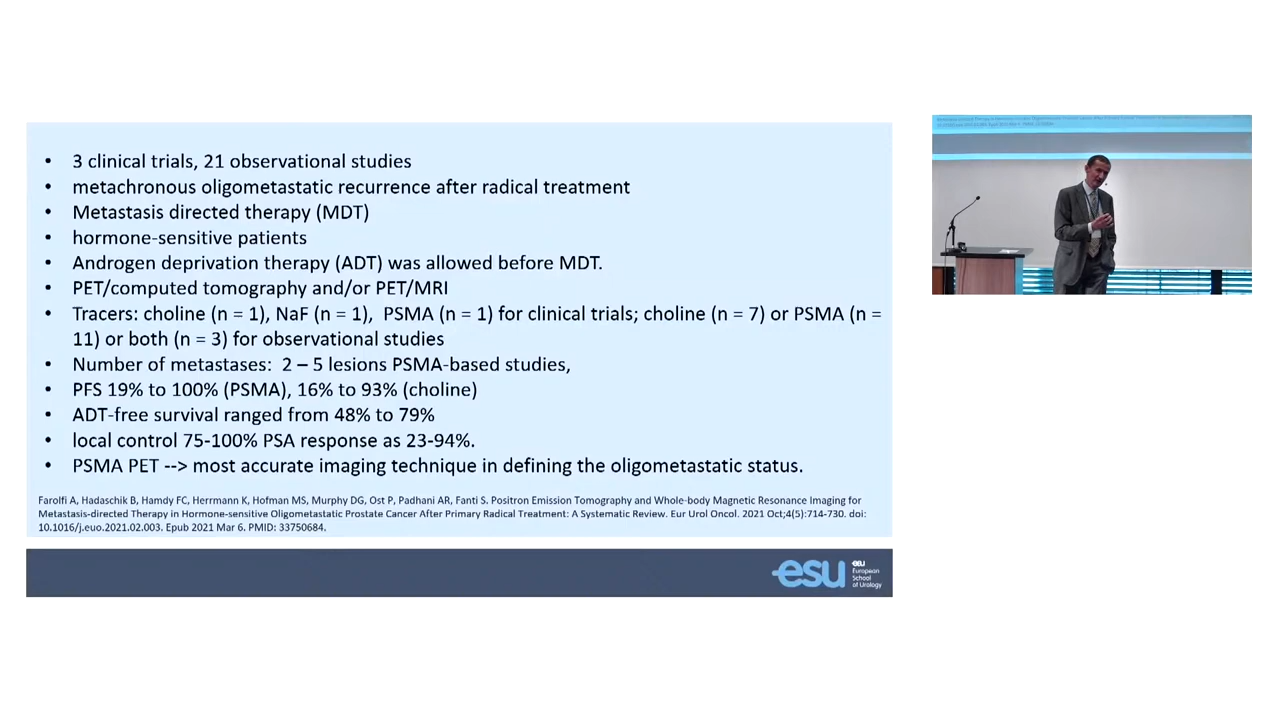 • 3 clinical trials, 21 observational studies
• metachronous oligometastatic recurrence after radical treatment
• Metastasis directed therapy (MDT)
• hormone-sensitive patients
• Androgen deprivation therapy (ADT) was allowed before MDT.
• PET/computed tomography and/or PET/MRI
• Tracers: choline (n = 1), NaF (n = 1),  PSMA (n = 1) for clinical trials; choline (n = 7) or PSMA (n =
11) or both (n = 3) for observational studies
• Number of metastases:  2 – 5 lesions PSMA-based studies,
• PFS 19% to 100% (PSMA), 16% to 93% (choline)
• ADT-free survival ranged from 48% to 79%
• local control 75-100% PSA response as 23-94%.
• PSMA PET --> most accurate imaging technique in defining the oligometastatic status.
Farolfi A, Hadaschik B, Hamdy FC, Herrmann K, Hofman MS, Murphy DG, Ost P, Padhani AR, Fanti S. Positron Emission Tomography and Whole-body Magnetic Resonance Imaging for
Metastasis-directed Therapy in Hormone-sensitive Oligometastatic Prostate Cancer After Primary Radical Treatment: A Systematic Review. Eur Urol Oncol. 2021 Oct;4(5):714-730. doi:
10.1016/j.euo.2021.02.003. Epub 2021 Mar 6. PMID: 33750684.
esu
European
School
of Urology